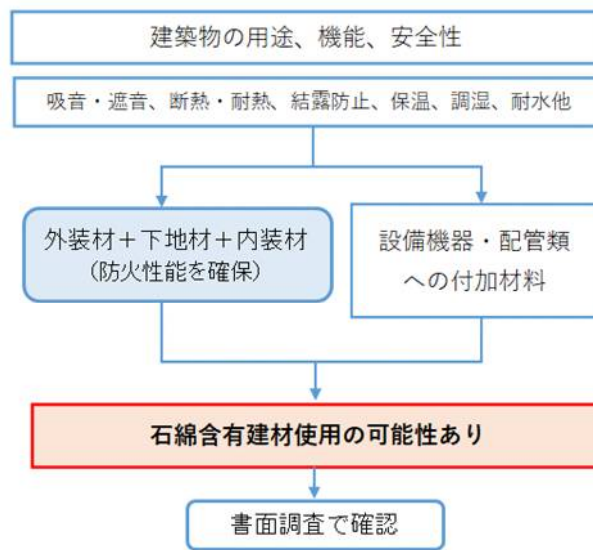 建築物の用途、機能、安全性
吸音・遮音、断熱・耐熱、結露防止、保温、調湿、耐水他
外装材＋下地材＋内装材
(防火性能を確保)
設備機器・配管類
への付加材料
石綿含有建材使用の可能性あり
書面調査で確認